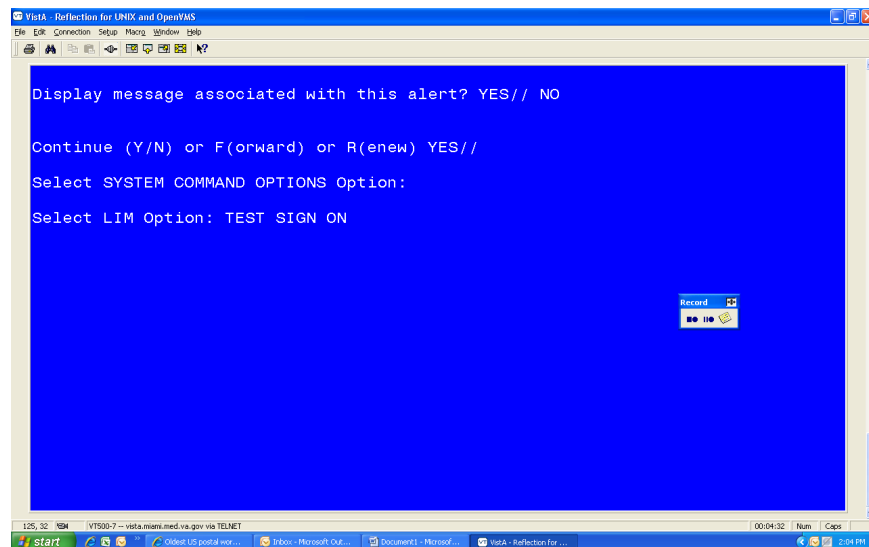 VistA - Reflection for UNIX and OpenVMS
File Edit Connection Setup Macro Window Help
Display message associated with this alert? YES// NO
Continue (Y/N) or F(orward) or R(enew) YES//
Select SYSTEM COMMAND OPTIONS Option:
Select LIM Option: TEST SIGN ON
Record
125, 32 VT500-7 -- vista.miami.med.va.gov via TELNET 00:04:32 Num Caps
start Oldest US postal wor... Inbox - Microsoft Out... Document1 - Microsof... VistA - Reflection for ... 2:04 PM